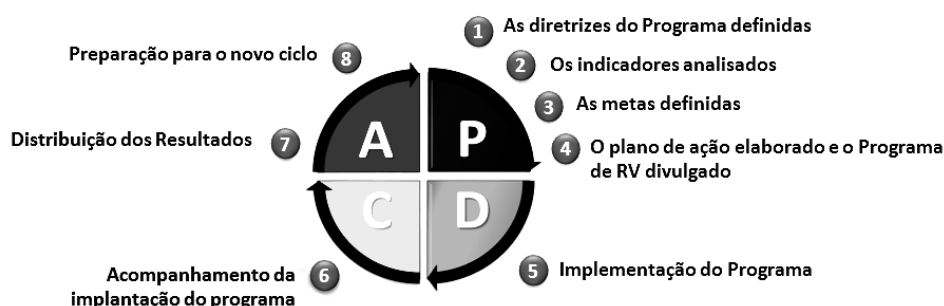 1 As diretrizes do Programa definidas
2 Os indicadores analisados
3 As metas definidas
4 O plano de ação elaborado e o Programa
de RV divulgado
5 Implementação do Programa
6 Acompanhamento da
implantação do programa
7 Distribuição dos Resultados
8 Preparação para o novo ciclo
A P
C D